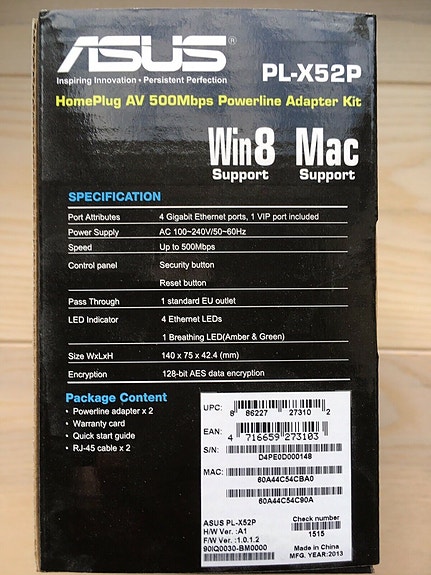 ASUS®
Inspiring Innovation • Persistent Perfection
PL-X52P
HomePlug AV 500Mbps Powerline Adapter Kit
Win8 Mac
Support Support
SPECIFICATION
Port Attributes 4 Gigabit Ethernet ports, 1 VIP port included
Power Supply AC 100~240V/50~60Hz
Speed Up to 500Mbps
Control panel Security button
Reset button
Pass Through 1 standard EU outlet
LED Indicator 4 Ethernet LEDs
1 Breathing LED(Amber & Green)
Size WxLxH 140 x 75 x 42.4 (mm)
Encryption 128-bit AES data encryption
Package Content
• Powerline adapter x 2
• Warranty card
• Quick start guide
• RJ-45 cable x 2
UPC: 8 86227 27310 2
EAN: 4 716659 273103
S/N: D4PE0D000148
MAC: 60A44C54CBA0
60A44C54C90A
ASUS PL-X52P
H/W Ver. :A1
F/W Ver. :1.0.1.2
90IQ0030-BM0000
Check number
1515
Made in China
MFG. YEAR:2013